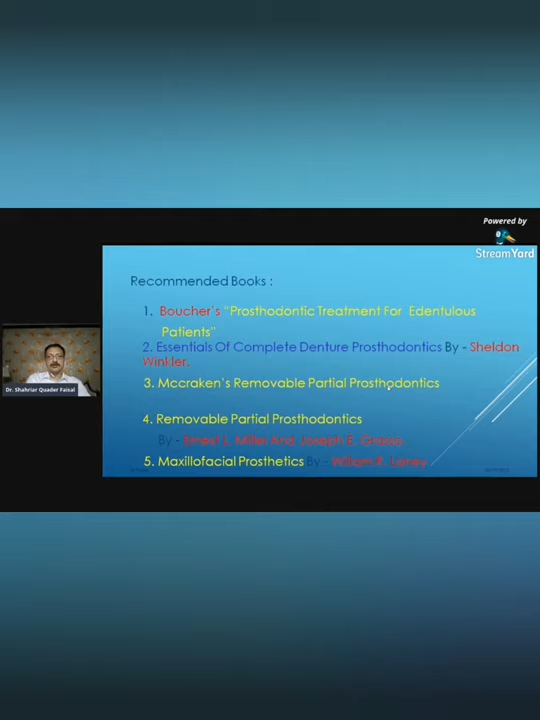 Powered by
StreamYard
Recommended Books :
1. Boucher's "Prosthodontic Treatment For Edentulous
Patients"
2. Essentials Of Complete Denture Prosthodontics By - Sheldon
Winkler.
3. Mccraken's Removable Partial Prosthodontics
Dr. Shahriar Quader Faisal
4. Removable Partial Prosthodontics
By - Ernest L. Miller And Joseph E. Grasso
5. Maxillofacial Prosthetics By - William R. Laney